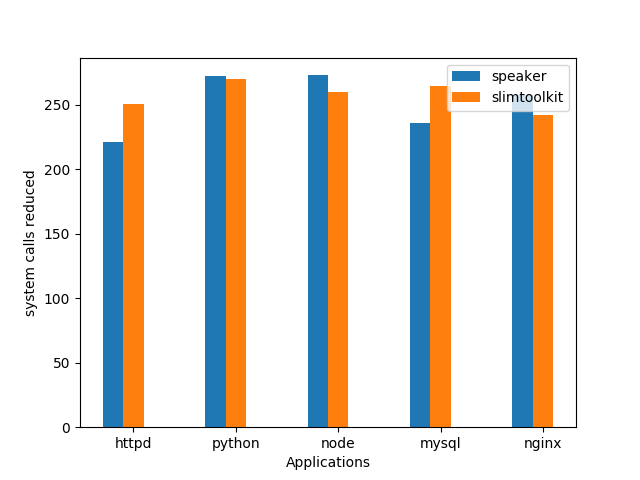 speaker
slimtoolkit
250
200
150
100
50
0
system calls reduced
httpd python node mysql nginx
Applications